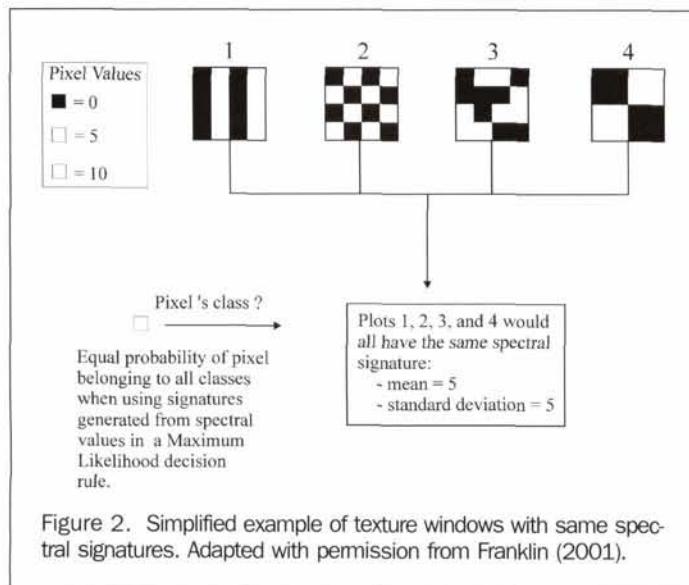 1 2 3 4
Pixel Values
= 0
= 5
= 10
Pixel's class ?
Equal probability of pixel
belonging to all classes
when using signatures
generated from spectral
values in a Maximum
Likelihood decision
rule.
Plots 1, 2, 3, and 4 would
all have the same spectral
signature:
- mean = 5
- standard deviation = 5
Figure 2. Simplified example of texture windows with same spec-
tral signatures. Adapted with permission from Franklin (2001).